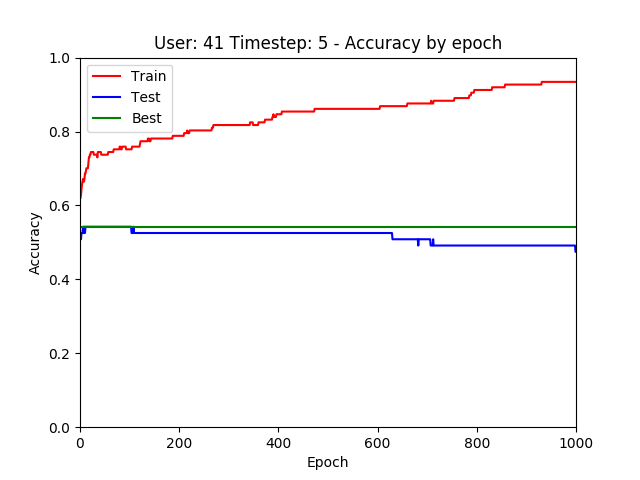 User: 41 Timestep: 5 - Accuracy by epoch
Train
Test
Best
Accuracy
1.0
0.8
0.6
0.4
0.2
0.0
0 200 400 600 800 1000
Epoch